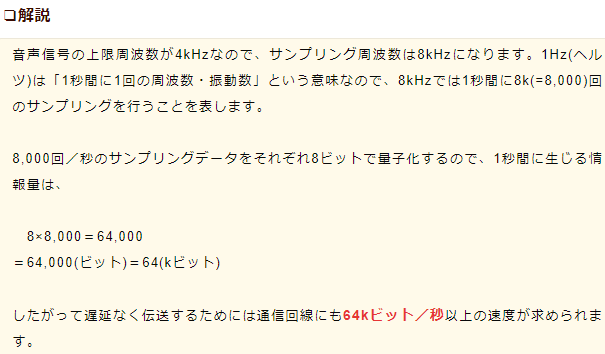 ❏解説
音声信号の上限周波数が4kHzなので、サンプリング周波数は8kHzになります。1Hz(ヘル
ツ)は「1秒間に1回の周波数・振動数」という意味なので、8kHzでは1秒間に8k(=8,000)回
のサンプリングを行うことを表します。
8,000回／秒のサンプリングデータをそれぞれ8ビットで量子化するので、1秒間に生じる情
報量は、
8×8,000＝64,000
＝64,000(ビット)＝64(kビット)
したがって遅延なく伝送するためには通信回線にも64kビット／秒以上の速度が求められま
す。